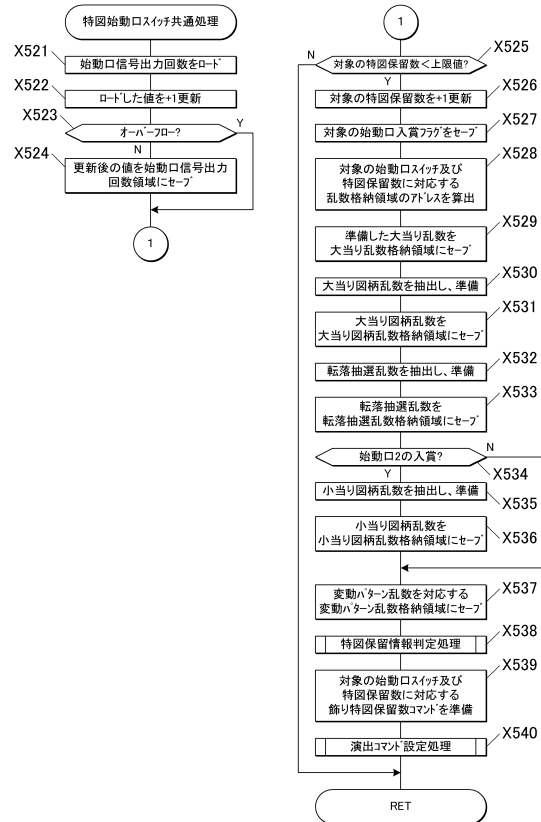 特図始動口スイッチ共通処理
X521
始動口信号出力回数をロード
X522
ロードした値を+1更新
X523
オーバーフロー?
Y
N
X524
更新後の値を始動口信号出力
回数領域にセーブ
1
1
X525
N
対象の特図保留数<上限値?
Y
X526
対象の特図保留数を+1更新
X527
対象の始動口入賞フラグをセーブ
X528
対象の始動口スイッチ及び
特図保留数に対応する
乱数格納領域のアドレスを算出
X529
準備した大当り乱数を
大当り乱数格納領域にセーブ
X530
大当り図柄乱数を抽出し、準備
X531
大当り図柄乱数を
大当り図柄乱数格納領域にセーブ
X532
転落抽選乱数を抽出し、準備
X533
転落抽選乱数を
転落抽選乱数格納領域にセーブ
始動口2の入賞?
N
X534
Y
小当り図柄乱数を抽出し、準備
X535
小当り図柄乱数を
小当り図柄乱数格納領域にセーブ
X536
X537
変動パターン乱数を対応する
変動パターン乱数格納領域にセーブ
X538
特図保留情報判定処理
X539
対象の始動口スイッチ及び
特図保留数に対応する
飾り特図保留数コマンドを準備
X540
演出コマンド設定処理
RET